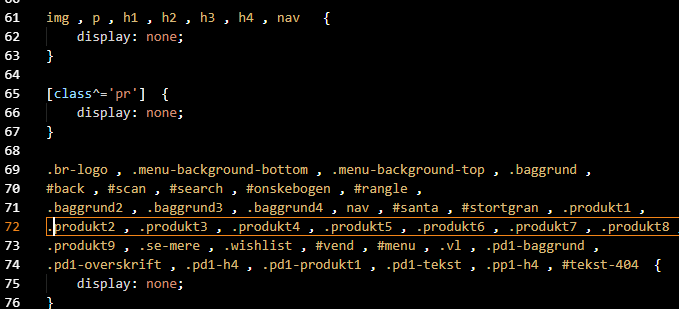 61 img , p , h1 , h2 , h3 , h4 , nav {
62 display: none;
63 }
64
65 [class^='pr'] {
66 display: none;
67 }
68
69 .br-logo , .menu-background-bottom , .menu-background-top , .baggrund ,
70 #back , #scan , #search , #onskebogen , #rangle ,
71 .baggrund2 , .baggrund3 , .baggrund4 , nav , #santa , #stortgran , .produkt1 ,
72 .produkt2 , .produkt3 , .produkt4 , .produkt5 , .produkt6 , .produkt7 , .produkt8 ,
73 .produkt9 , .se-mere , .wishlist , #vend , #menu , .vl , .pd1-baggrund ,
74 .pd1-overskrift , .pd1-h4 , .pd1-produkt1 , .pd1-tekst , .pp1-h4 , #tekst-404 {
75 display: none;
76 }